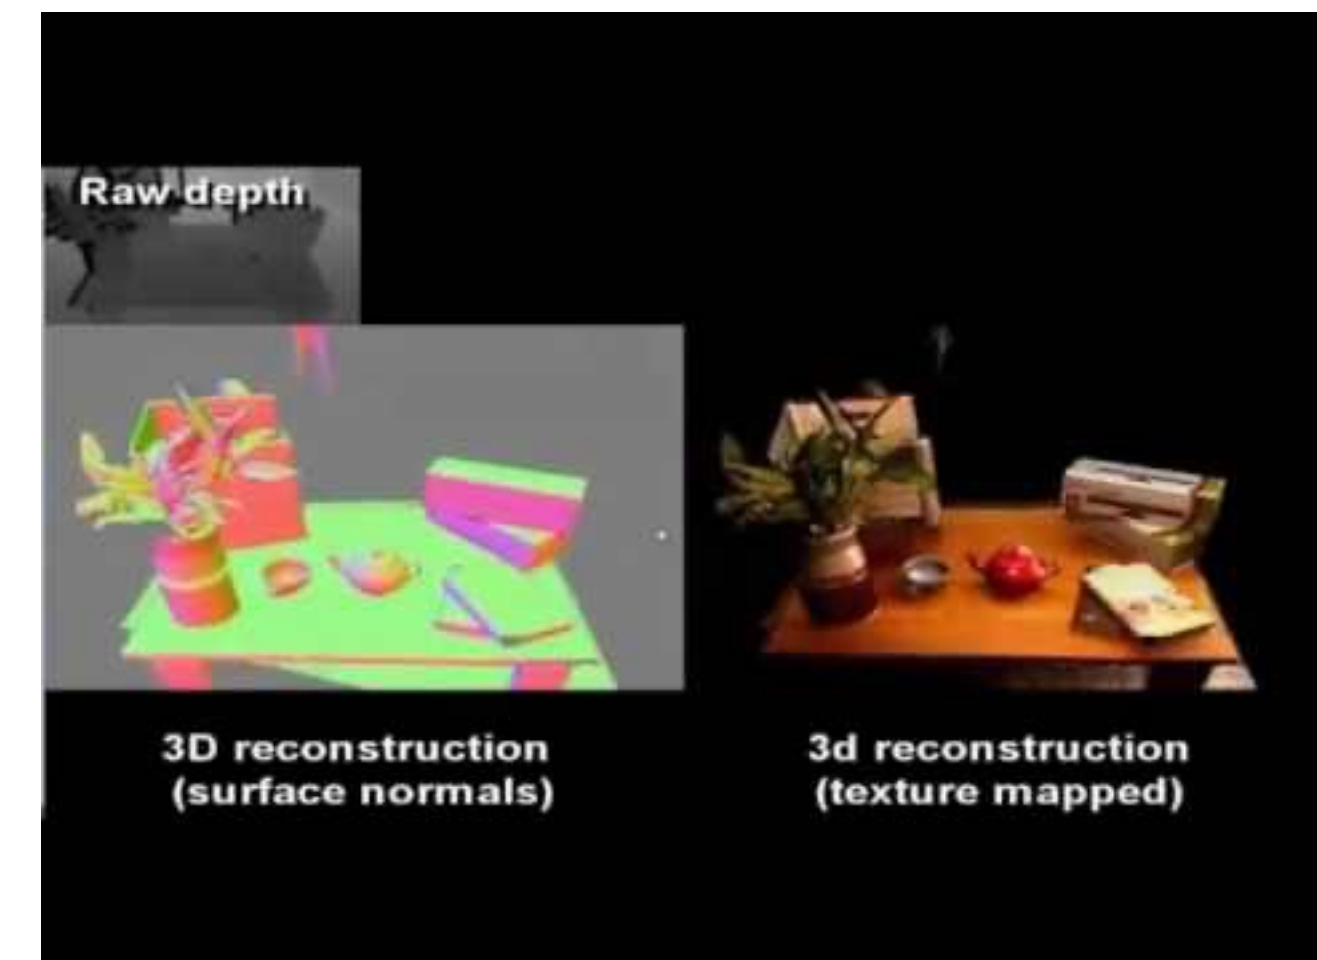 Raw depth
3D reconstruction
(surface normals)
3d reconstruction
(texture mapped)